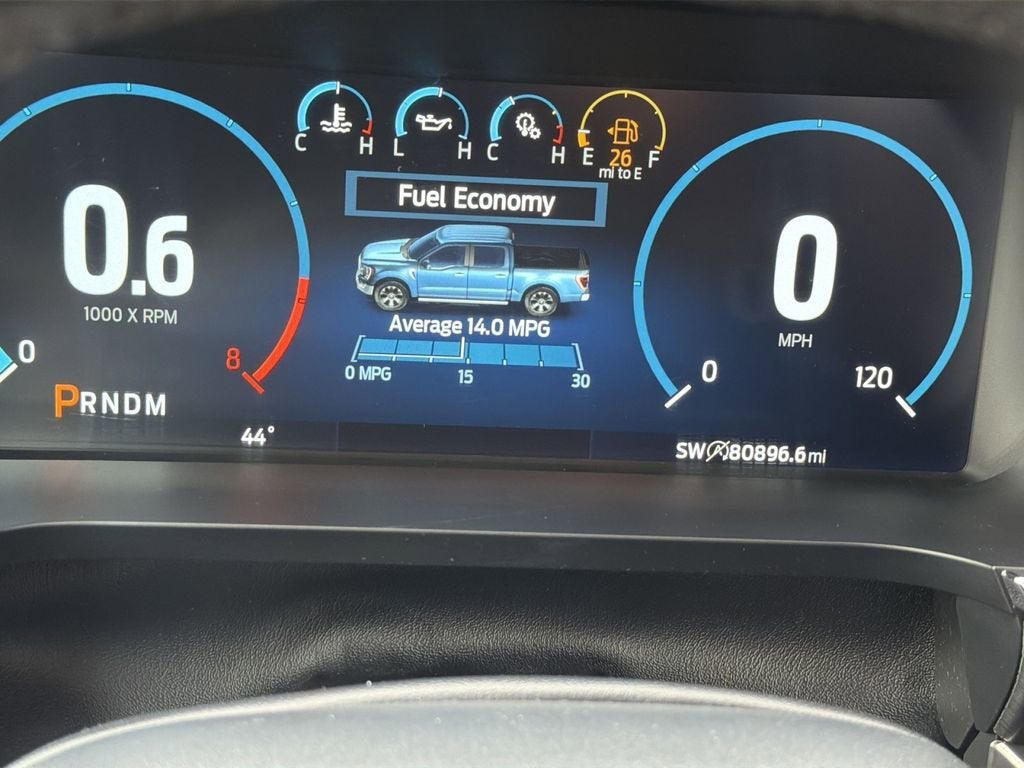 C H
L H
C H
E 26 F
mi to E
Fuel Economy
0.6
1000 X RPM
0
8
Average 14.0 MPG
0 MPG 15 30
0
MPH
0 120
PRNDM
44°
SW 80896.6 mi